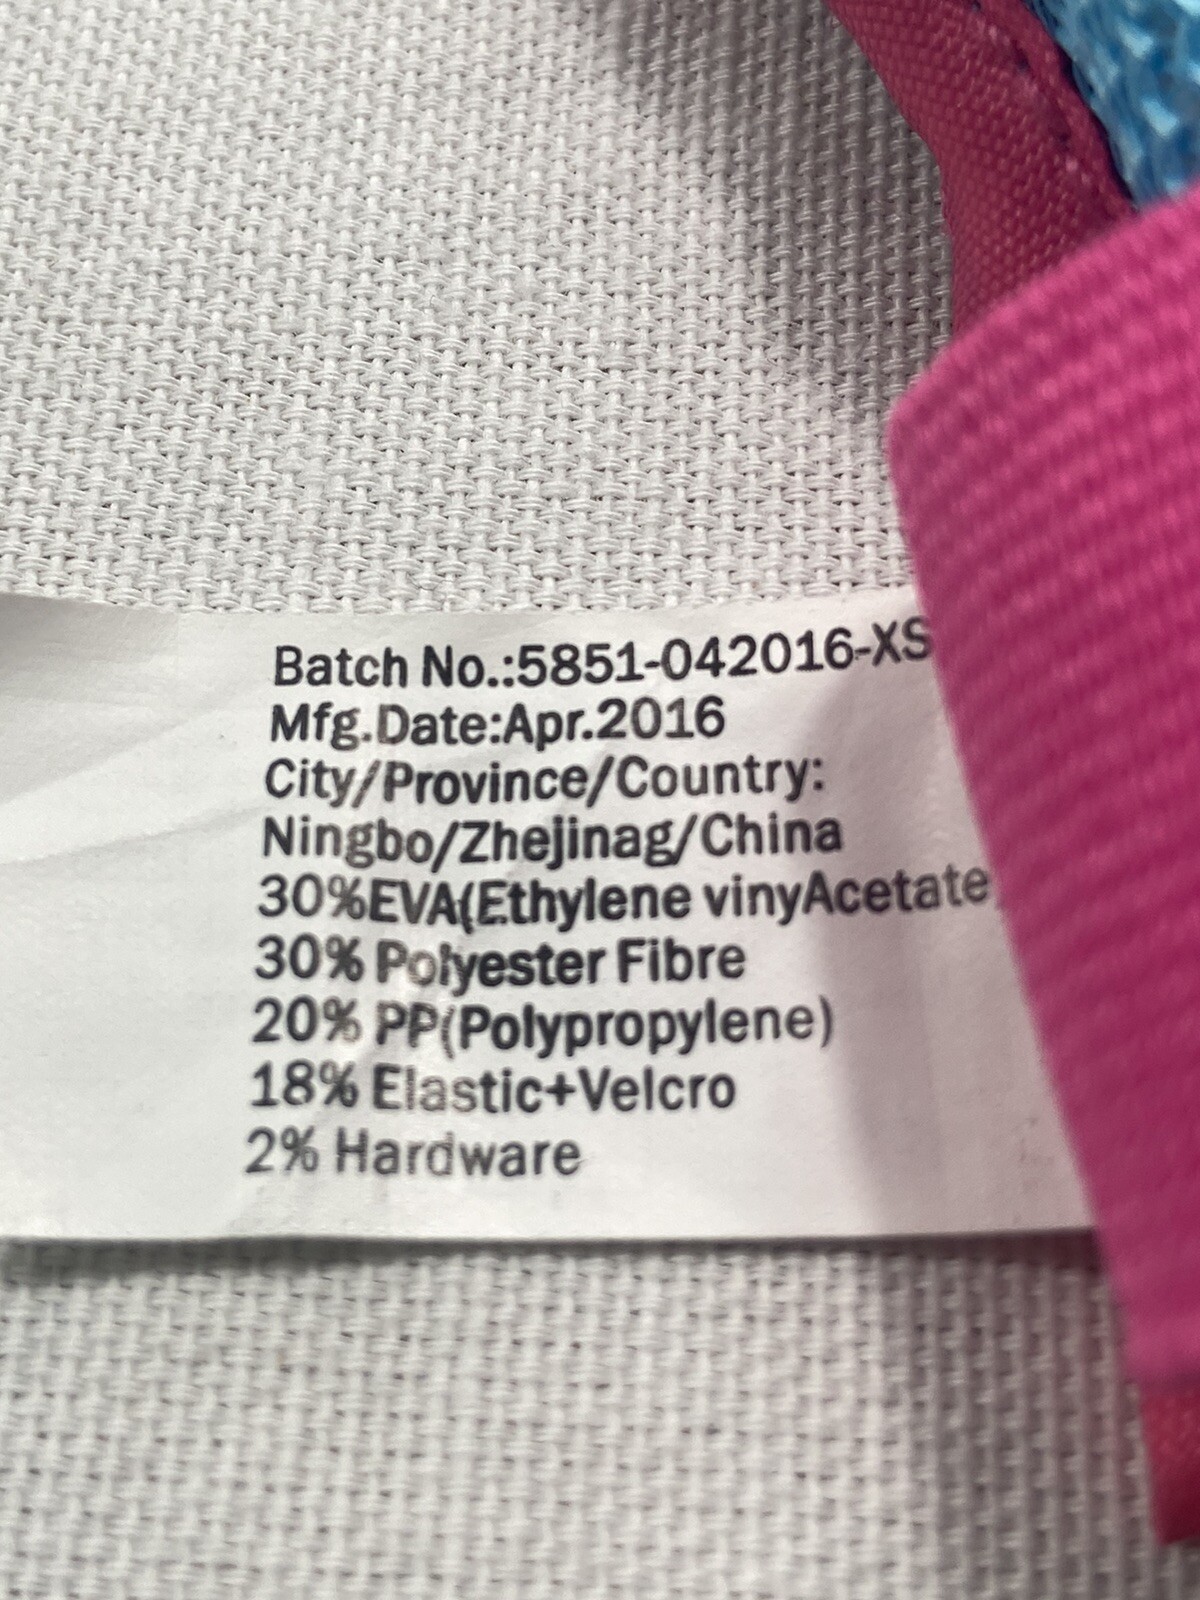 Batch No.:5851-042016-XS
Mfg.Date:Apr.2016
City/Province/Country:
Ningbo/Zhejinag/China
30%EVA(Ethylene vinyAcetate)
30% Polyester Fibre
20% PP(Polypropylene)
18% Elastic+Velcro
2% Hardware